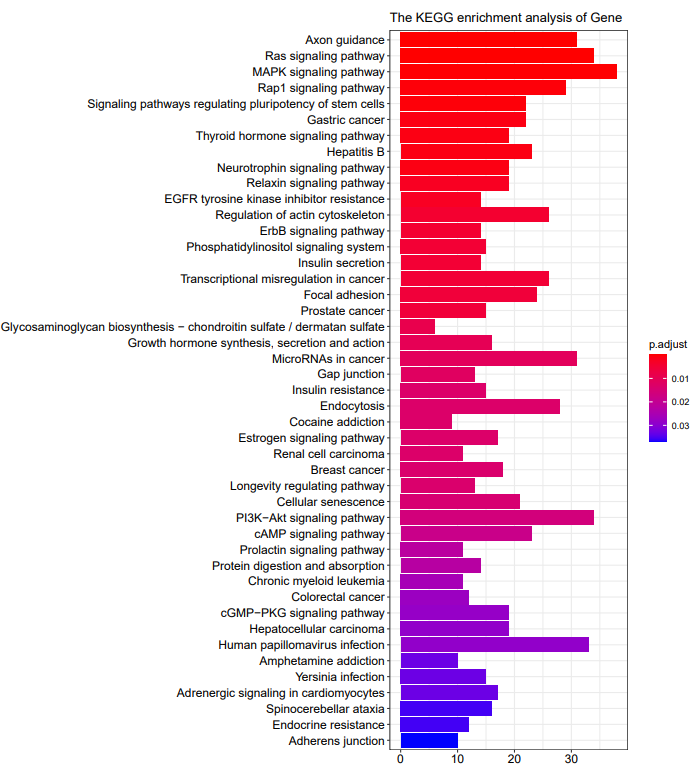 The KEGG enrichment analysis of Gene
Axon guidance
Ras signaling pathway
MAPK signaling pathway
Rap1 signaling pathway
Signaling pathways regulating pluripotency of stem cells
Gastric cancer
Thyroid hormone signaling pathway
Hepatitis B
Neurotrophin signaling pathway
Relaxin signaling pathway
EGFR tyrosine kinase inhibitor resistance
Regulation of actin cytoskeleton
ErbB signaling pathway
Phosphatidylinositol signaling system
Insulin secretion
Transcriptional misregulation in cancer
Focal adhesion
Prostate cancer
Glycosaminoglycan biosynthesis − chondroitin sulfate / dermatan sulfate
Growth hormone synthesis, secretion and action
MicroRNAs in cancer
Gap junction
Insulin resistance
Endocytosis
Cocaine addiction
Estrogen signaling pathway
Renal cell carcinoma
Breast cancer
Longevity regulating pathway
Cellular senescence
PI3K−Akt signaling pathway
cAMP signaling pathway
Prolactin signaling pathway
Protein digestion and absorption
Chronic myeloid leukemia
Colorectal cancer
cGMP−PKG signaling pathway
Hepatocellular carcinoma
Human papillomavirus infection
Amphetamine addiction
Yersinia infection
Adrenergic signaling in cardiomyocytes
Spinocerebellar ataxia
Endocrine resistance
Adherens junction
0 10 20 30
p.adjust
0.01
0.02
0.03